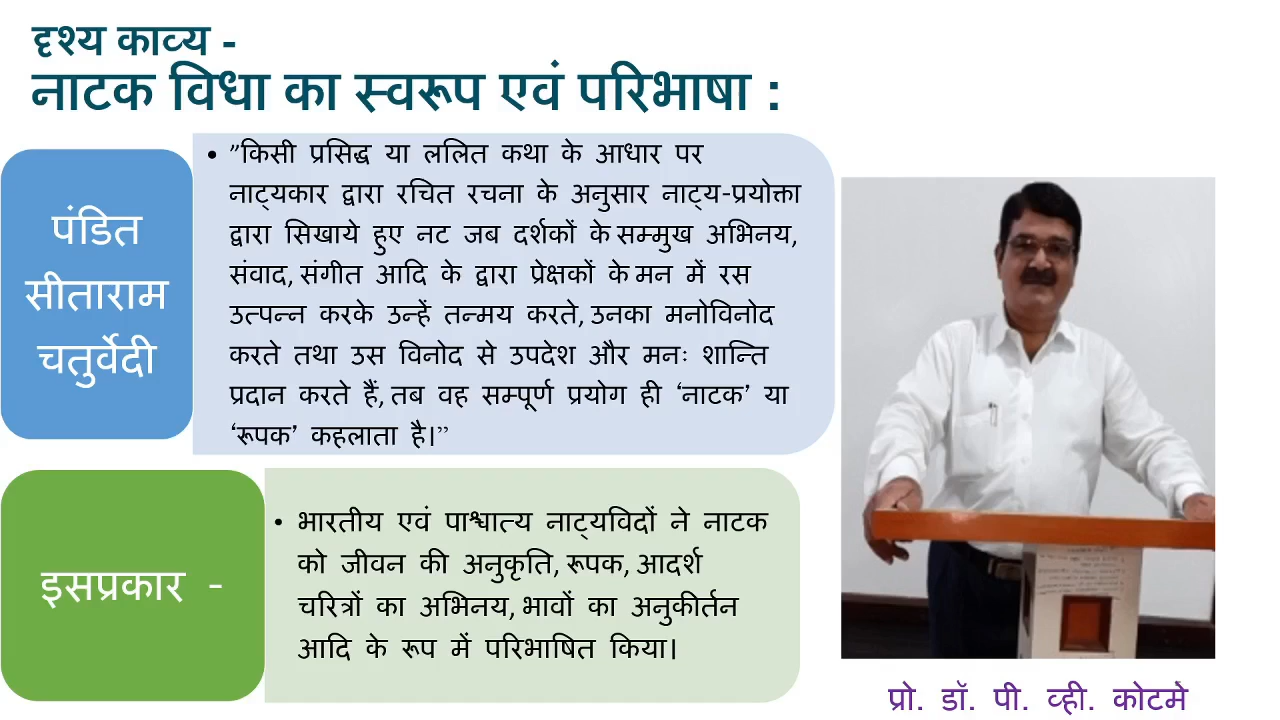 दृश्य काव्य -
नाटक विधा का स्वरूप एवं परिभाषा :
पंडित
सीताराम
चतुर्वेदी
• ”किसी प्रसिद्ध या ललित कथा के आधार पर
नाट्यकार द्वारा रचित रचना के अनुसार नाट्य-प्रयोक्ता
द्वारा सिखाये हुए नट जब दर्शकों के सम्मुख अभिनय,
संवाद, संगीत आदि के द्वारा प्रेक्षकों के मन में रस
उत्पन्न करके उन्हें तन्मय करते, उनका मनोविनोद
करते तथा उस विनोद से उपदेश और मनः शान्ति
प्रदान करते हैं, तब वह सम्पूर्ण प्रयोग ही ‘नाटक’ या
‘रूपक’ कहलाता है।”
इसप्रकार -
• भारतीय एवं पाश्चात्य नाट्यविदों ने नाटक
को जीवन की अनुकृति, रूपक, आदर्श
चरित्रों का अभिनय, भावों का अनुकीर्तन
आदि के रूप में परिभाषित किया।
प्रो. डॉ. पी. व्ही. कोटमे